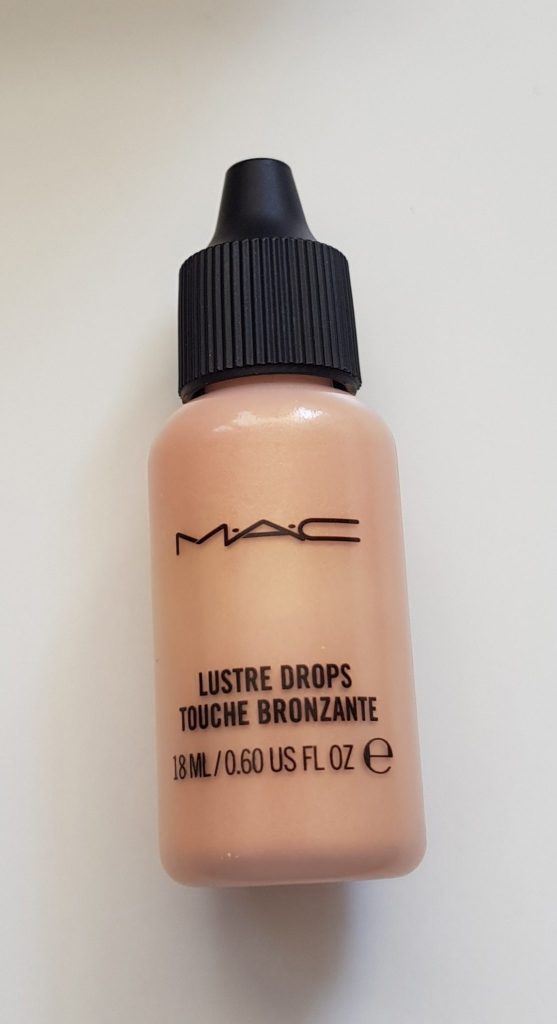 M·A·C
LUSTRE DROPS
TOUCHE BRONZANTE
18 ML / 0.60 US FL OZ ℮